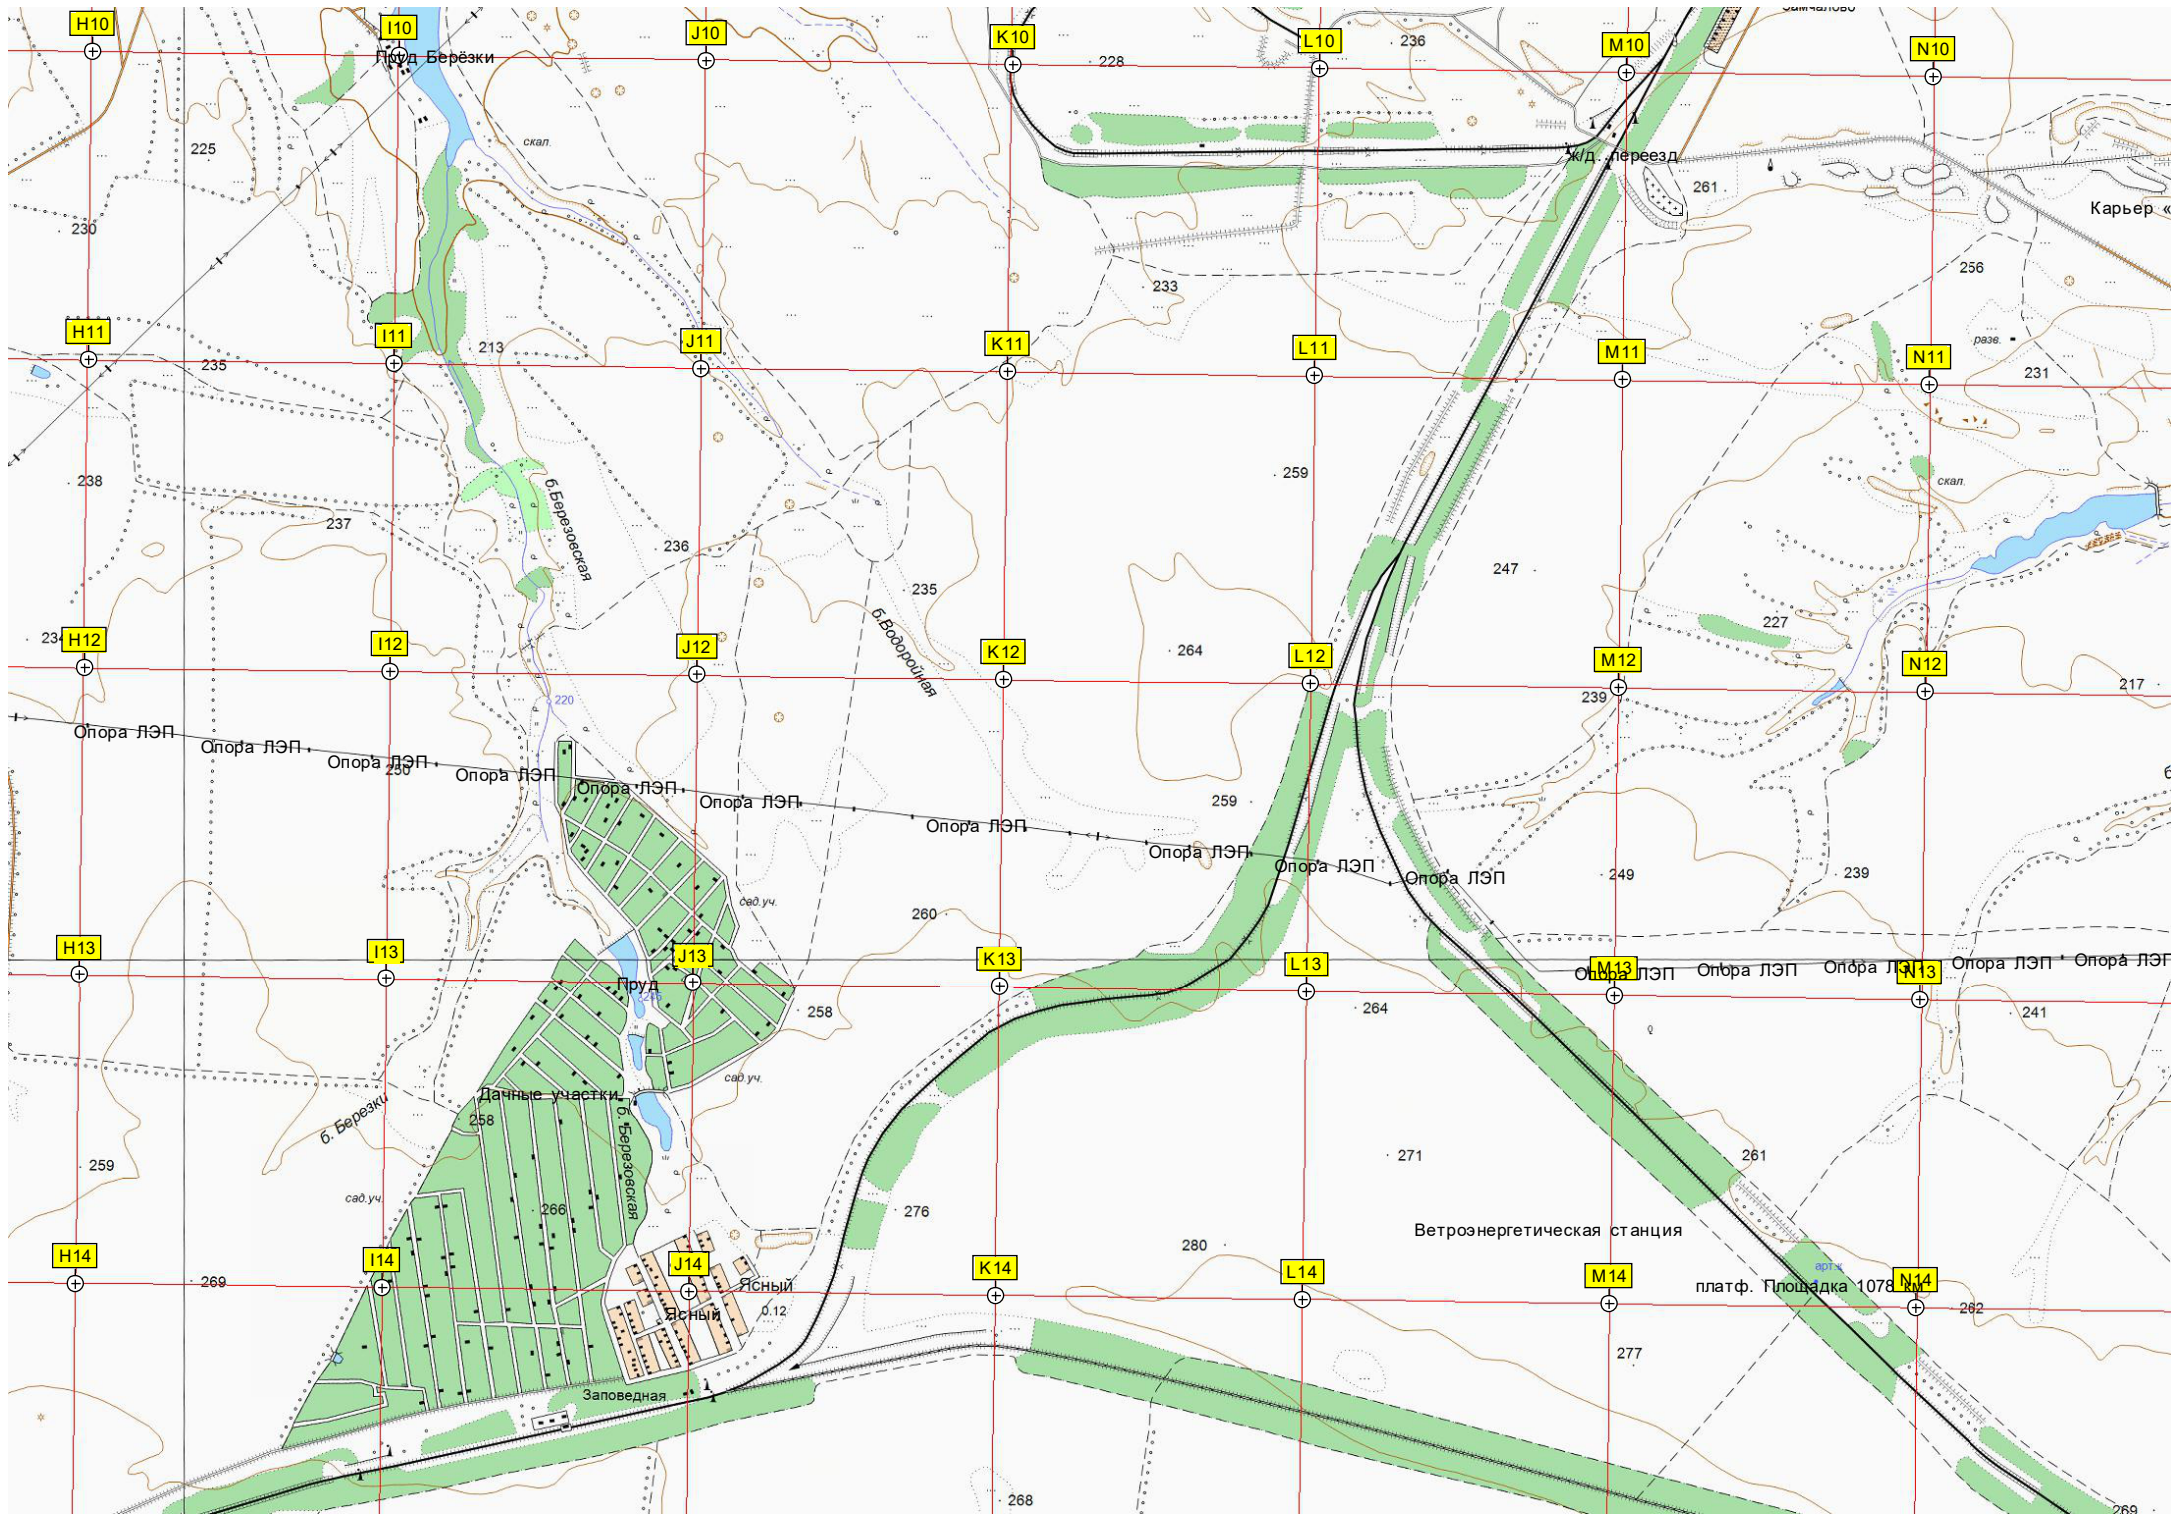 H10
I10
J10
K10
L10
M10
N10
Пруд Берёзки
228
236
скал.
225
ж/д. переезд
261
Карьер «
230
256
233
H11
I11
J11
K11
L11
M11
N11
213
235
разв.
231
259
238
237
б.Березовская
236
скал.
247
235
227
234
б.Водоройная
264
H12
I12
J12
K12
L12
M12
N12
220
239
217
Опора ЛЭП
Опора ЛЭП
Опора ЛЭП
250
Опора ЛЭП
Опора ЛЭП
Опора ЛЭП
Опора ЛЭП
259
Опора ЛЭП
Опора ЛЭП
Опора ЛЭП
249
239
сад.уч.
260
H13
I13
J13
K13
L13
M13
N13
Опора ЛЭП
Опора ЛЭП
Опора ЛЭП
Опора ЛЭП
Опора ЛЭП
Пруд
245
258
264
241
сад.уч.
Дачные участки
б. Березки
258
б. Березовская
259
271
261
сад.уч.
266
276
Ветроэнергетическая станция
280
H14
I14
J14
K14
L14
M14
N14
269
Ясный
0.12
Ясный
арт.к
платф. Площадка 1078 км
262
277
Заповедная
268
269